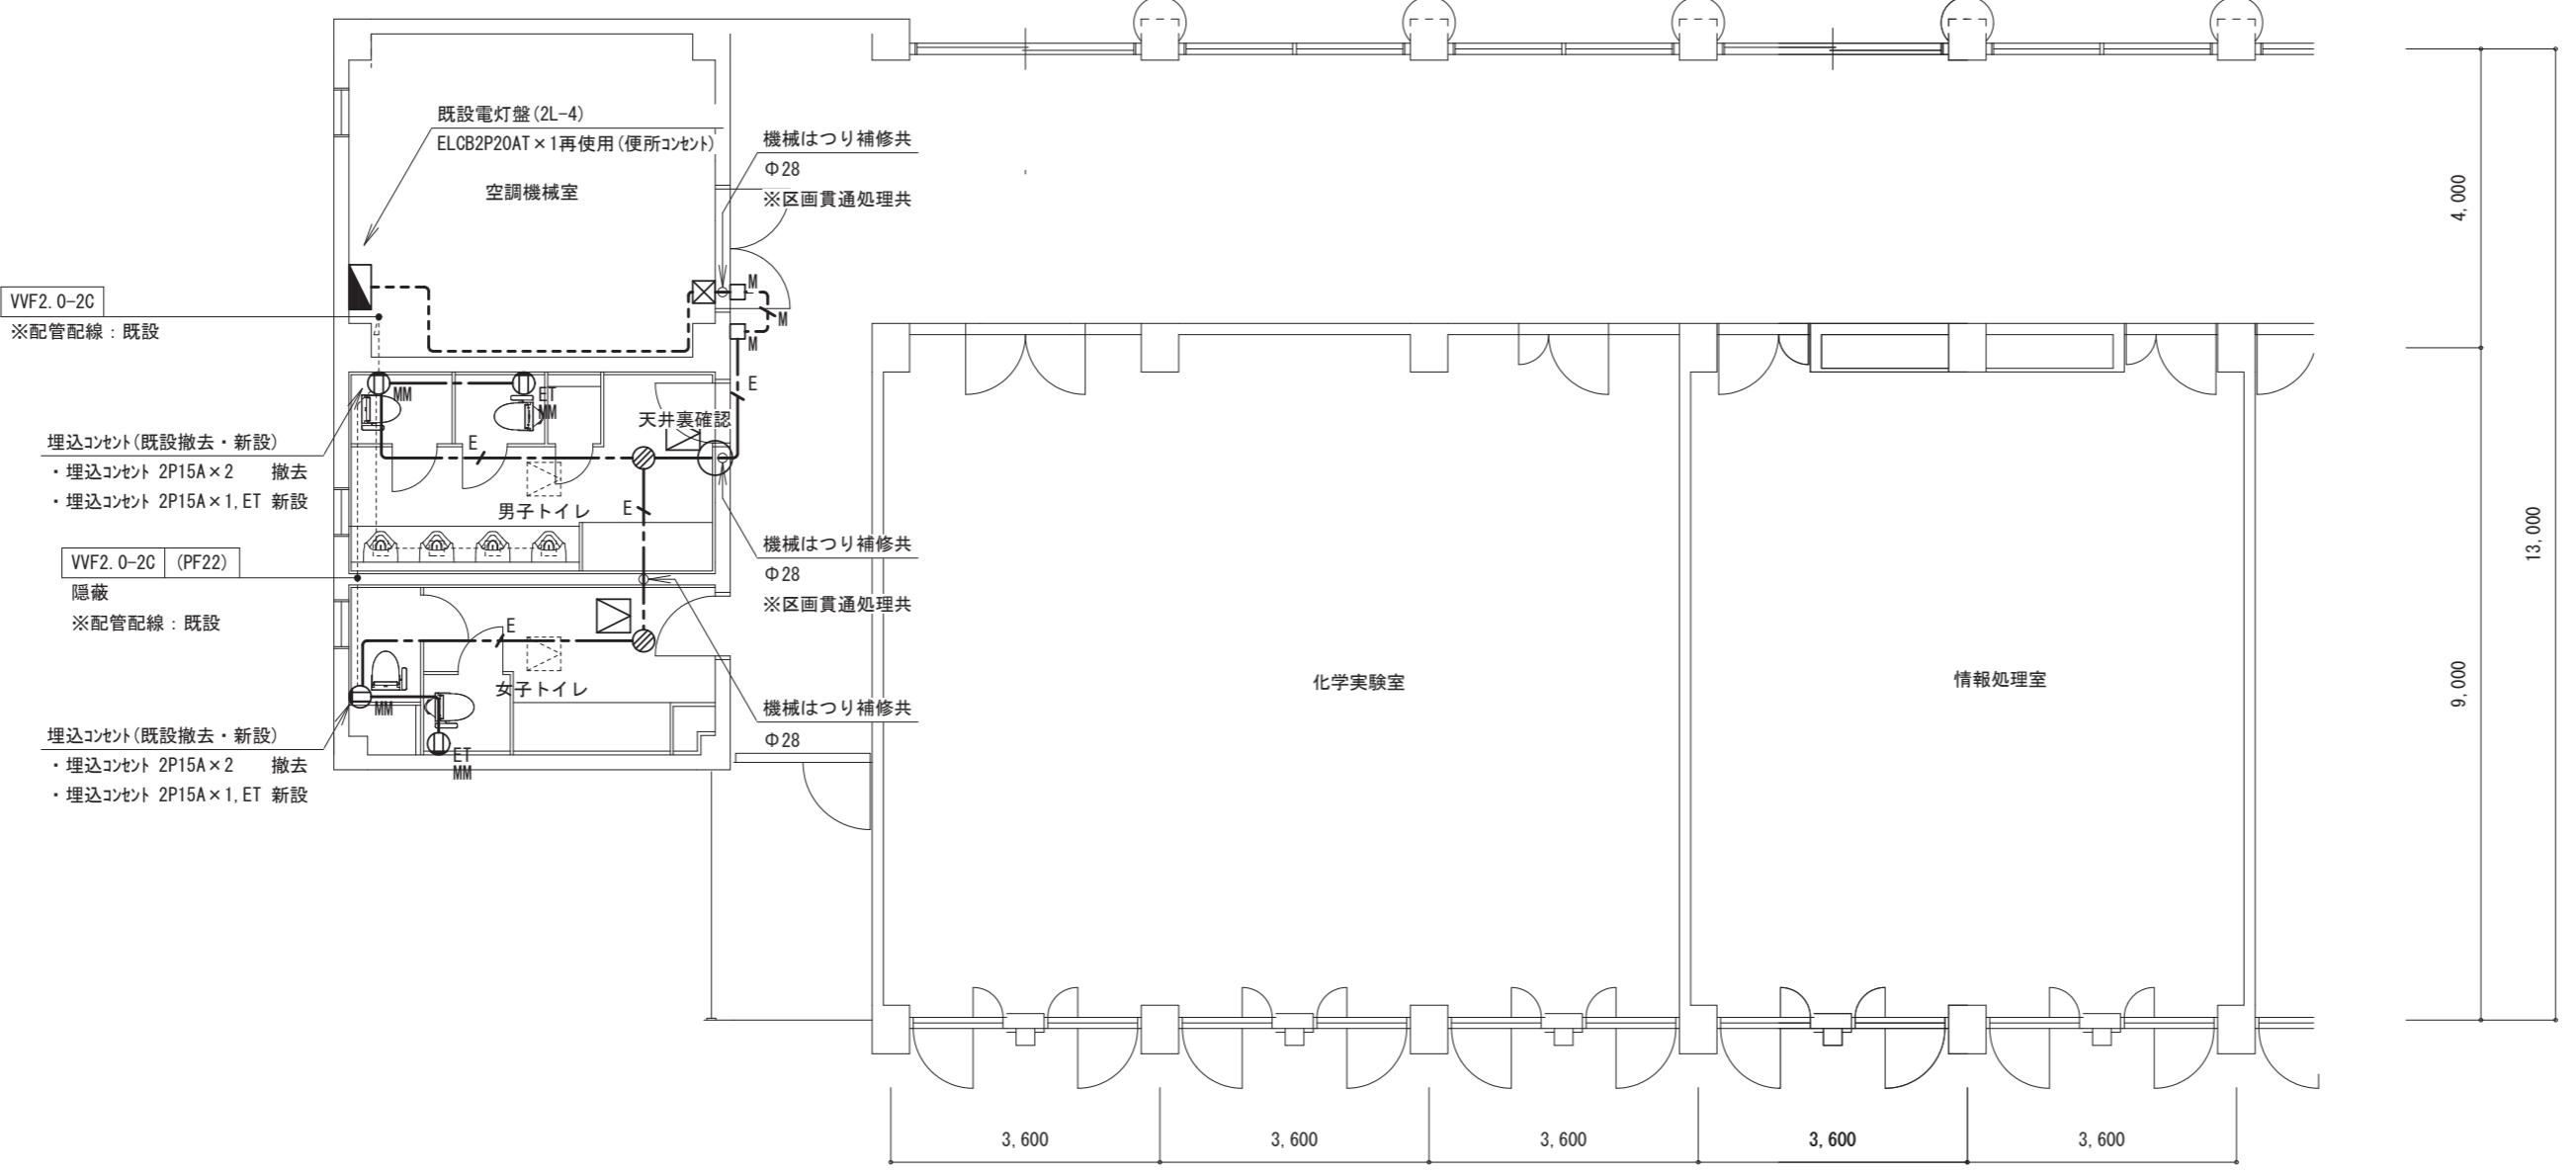 既設電灯盤(2L-4)
ELCB2P20AT×1再使用(便所ｺﾝｾﾝﾄ)
機械はつり補修共
Φ28
※区画貫通処理共
空調機械室
4,000
VVF2.0-2C
※配管配線：既設
M
M
M
E
MM
ET
MM
天井裏確認
埋込ｺﾝｾﾝﾄ(既設撤去・新設)
・埋込ｺﾝｾﾝﾄ 2P15A×2 撤去
・埋込ｺﾝｾﾝﾄ 2P15A×1,ET 新設
E
E
男子トイレ
13,000
機械はつり補修共
Φ28
※区画貫通処理共
VVF2.0-2C (PF22)
隠蔽
※配管配線：既設
E
女子トイレ
化学実験室
情報処理室
9,000
MM
機械はつり補修共
Φ28
埋込ｺﾝｾﾝﾄ(既設撤去・新設)
・埋込ｺﾝｾﾝﾄ 2P15A×2 撤去
・埋込ｺﾝｾﾝﾄ 2P15A×1,ET 新設
ET
MM
3,600
3,600
3,600
3,600
3,600